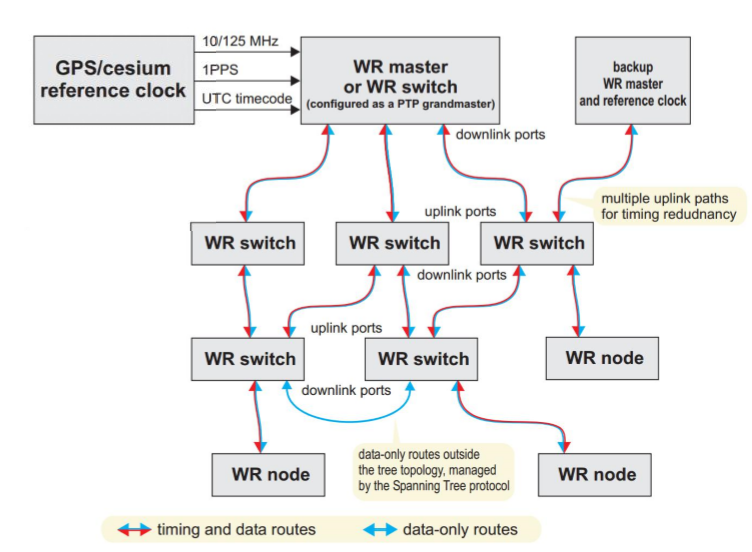 GPS/cesium
reference clock
10/125 MHz
1PPS
UTC timecode
WR master
or WR switch
(configured as a PTP grandmaster)
backup
WR master
and reference clock
downlink ports
multiple uplink paths
for timing redudnancy
uplink ports
WR switch
WR switch
WR switch
downlink ports
uplink ports
WR switch
WR switch
WR node
downlink ports
data-only routes outside
the tree topology, managed
by the Spanning Tree protocol
WR node
WR node
timing and data routes
data-only routes